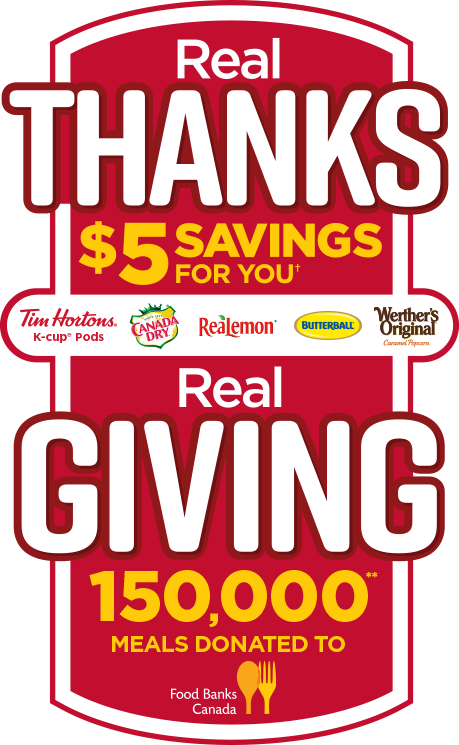 Real
THANKS
$5 SAVINGS
FOR YOU†
Tim Hortons®
K-cup® Pods
CANADA
DRY
ReaLemon®
BUTTERBALL®
Werther's
Original
Caramel Popcorn
Real
GIVING
150,000**
MEALS DONATED TO
Food Banks
Canada